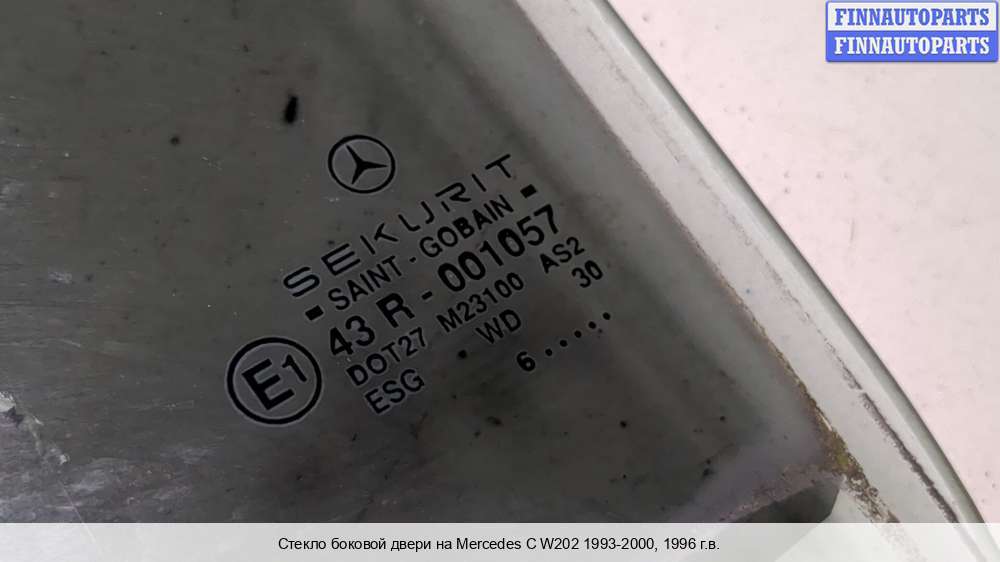 FINNAUTOPARTS
FINNAUTOPARTS
SEKURIT
SAINT-GOBAIN
43 R - 001057
E1
DOT27 M23100 AS2
ESG WD 30
6.....
Стекло боковой двери на Mercedes C W202 1993-2000, 1996 г.в.